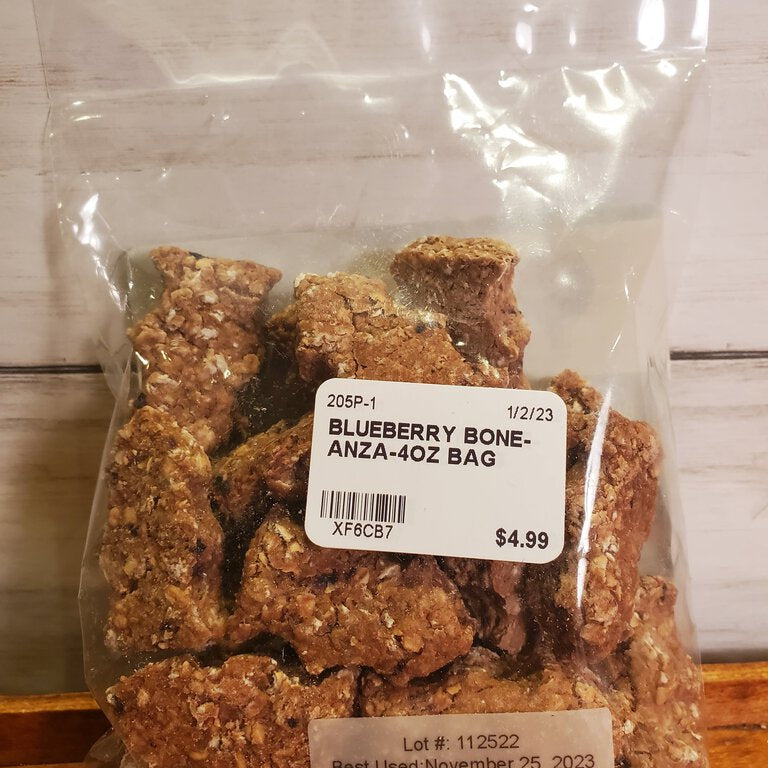 205P-1 1/2/23
BLUEBERRY BONE-
ANZA-4OZ BAG
XF6CB7 $4.99
Lot #: 112522
Best Used:November 25, 2023